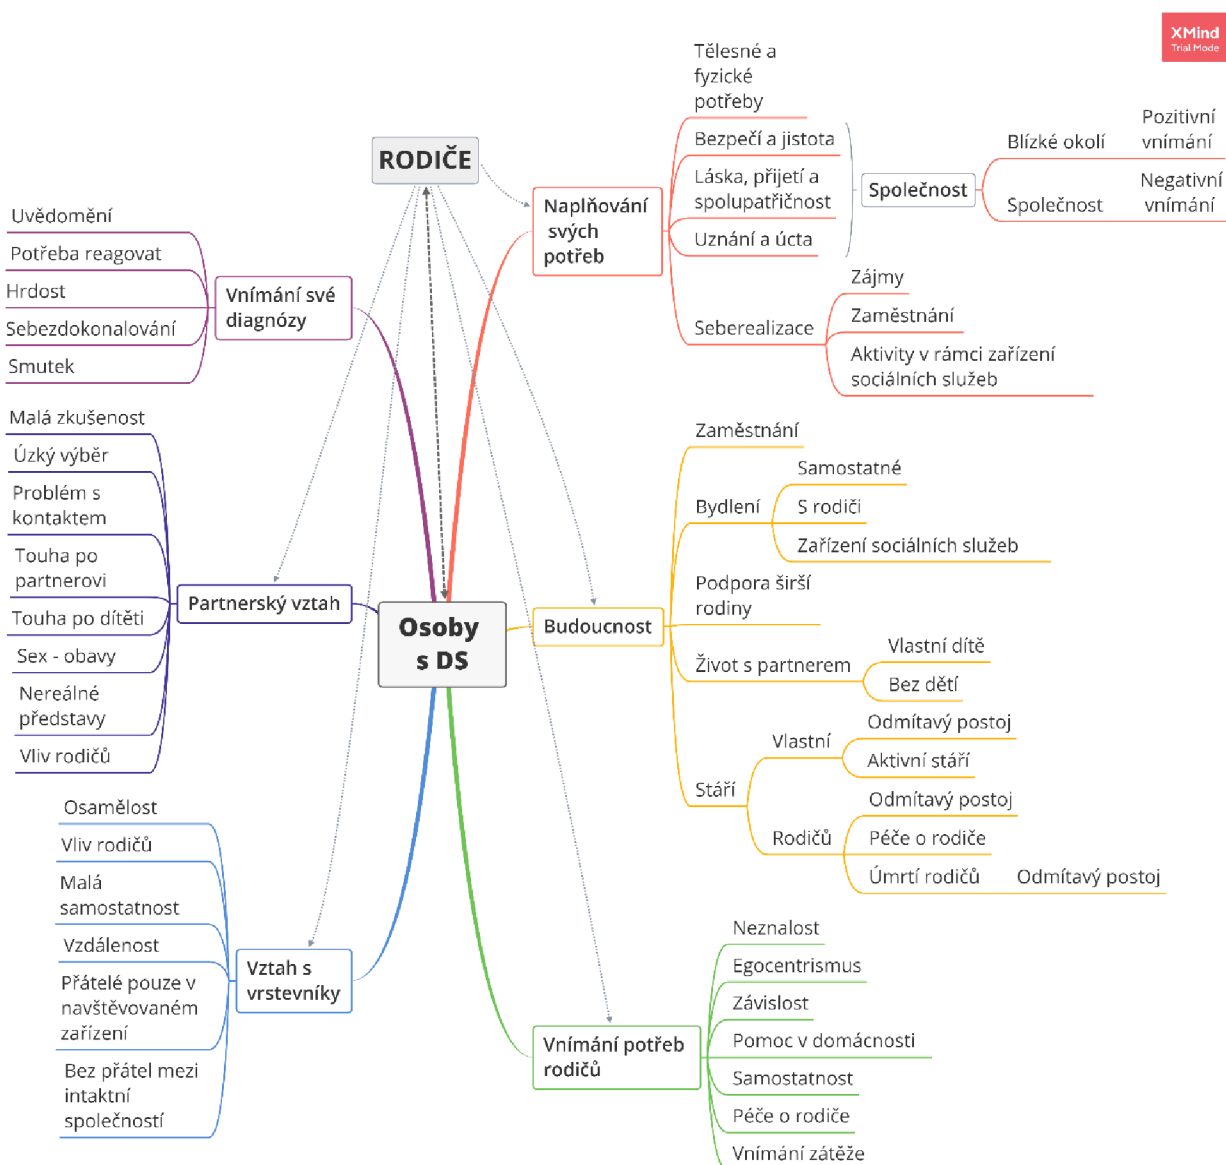 XMind
Trial Mode
RODIČE
Osoby
s DS
Vnímání své
diagnózy
Uvědomění
Potřeba reagovat
Hrdost
Sebezdokonalování
Smutek
Partnerský vztah
Malá zkušenost
Úzký výběr
Problém s
kontaktem
Touha po
partnerovi
Touha po dítěti
Sex - obavy
Nereálné
představy
Vliv rodičů
Vztah s
vrstevníky
Osamělost
Vliv rodičů
Malá
samostatnost
Vzdálenost
Přátelé pouze v
navštěvovaném
zařízení
Bez přátel mezi
intaktní
společností
Naplňování
svých
potřeb
Tělesné a
fyzické
potřeby
Bezpečí a jistota
Láska, přijetí a
spolupatřičnost
Uznání a úcta
Společnost
Blízké okolí
Pozitivní
vnímání
Společnost
Negativní
vnímání
Seberealizace
Zájmy
Zaměstnání
Aktivity v rámci zařízení
sociálních služeb
Budoucnost
Zaměstnání
Bydlení
Samostatné
S rodiči
Zařízení sociálních služeb
Podpora širší
rodiny
Život s partnerem
Vlastní dítě
Bez dětí
Stáří
Vlastní
Odmítavý postoj
Aktivní stáří
Rodičů
Odmítavý postoj
Péče o rodiče
Úmrtí rodičů
Odmítavý postoj
Vnímání potřeb
rodičů
Neznalost
Egocentrismus
Závislost
Pomoc v domácnosti
Samostatnost
Péče o rodiče
Vnímání zátěže